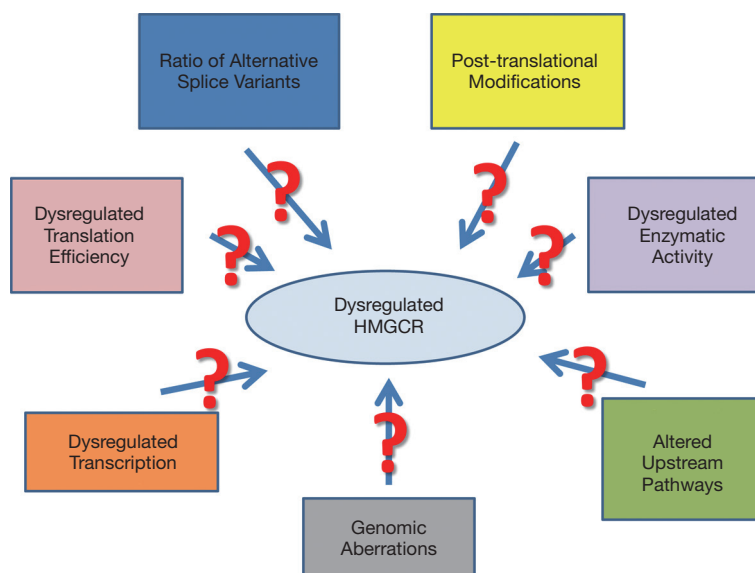 Ratio of Alternative
Splice Variants
Post-translational
Modifications
?
?
Dysregulated
Translation
Efficiency
?
?
Dysregulated
Enzymatic
Activity
Dysregulated
HMGCR
?
?
?
Dysregulated
Transcription
Altered
Upstream
Pathways
Genomic
Aberrations